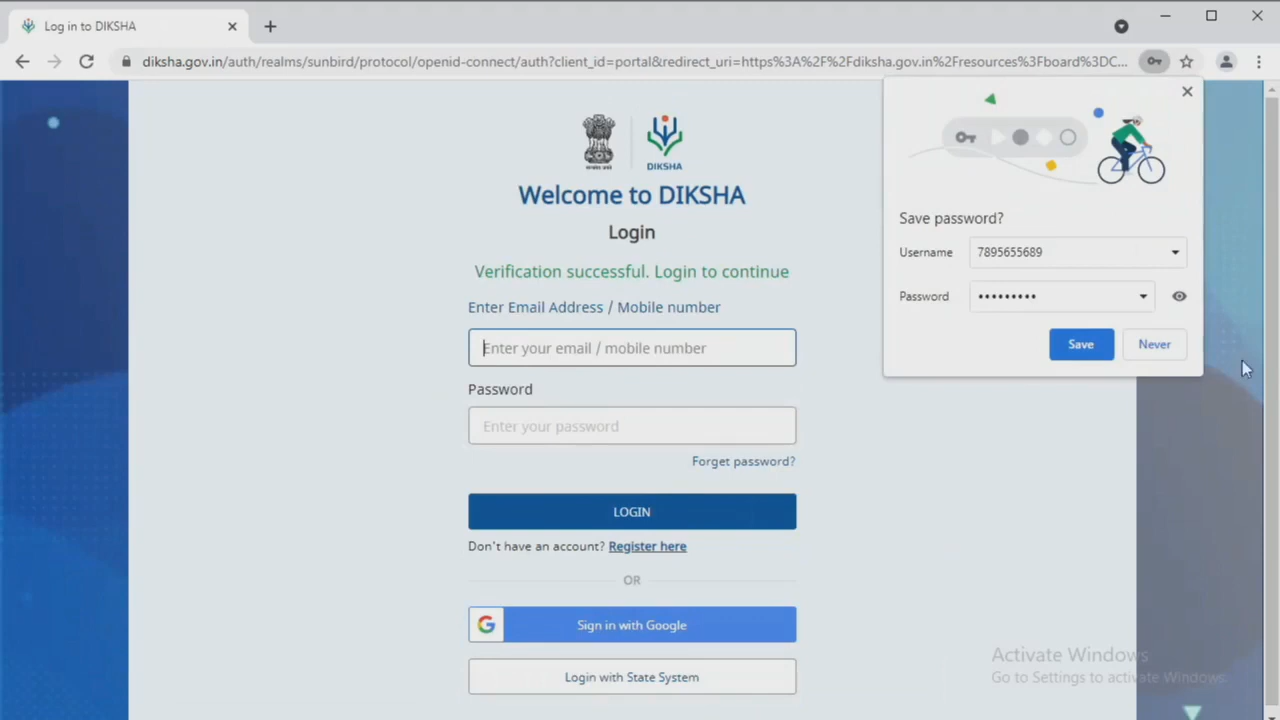 Log in to DIKSHA
diksha.gov.in/auth/realms/sunbird/protocol/openid-connect/auth?client_id=portal&redirect_uri=https%3A%2F%2Fdiksha.gov.in%2Fresources%3Fboard%3DC...
DIKSHA
Welcome to DIKSHA
Login
Verification successful. Login to continue
Enter Email Address / Mobile number
Enter your email / mobile number
Password
Enter your password
Forget password?
LOGIN
Don't have an account? Register here
OR
G Sign in with Google
Login with State System
Save password?
Username 7895655689
Password •••••••••
Save Never
Activate Windows
Go to Settings to activate Windows.